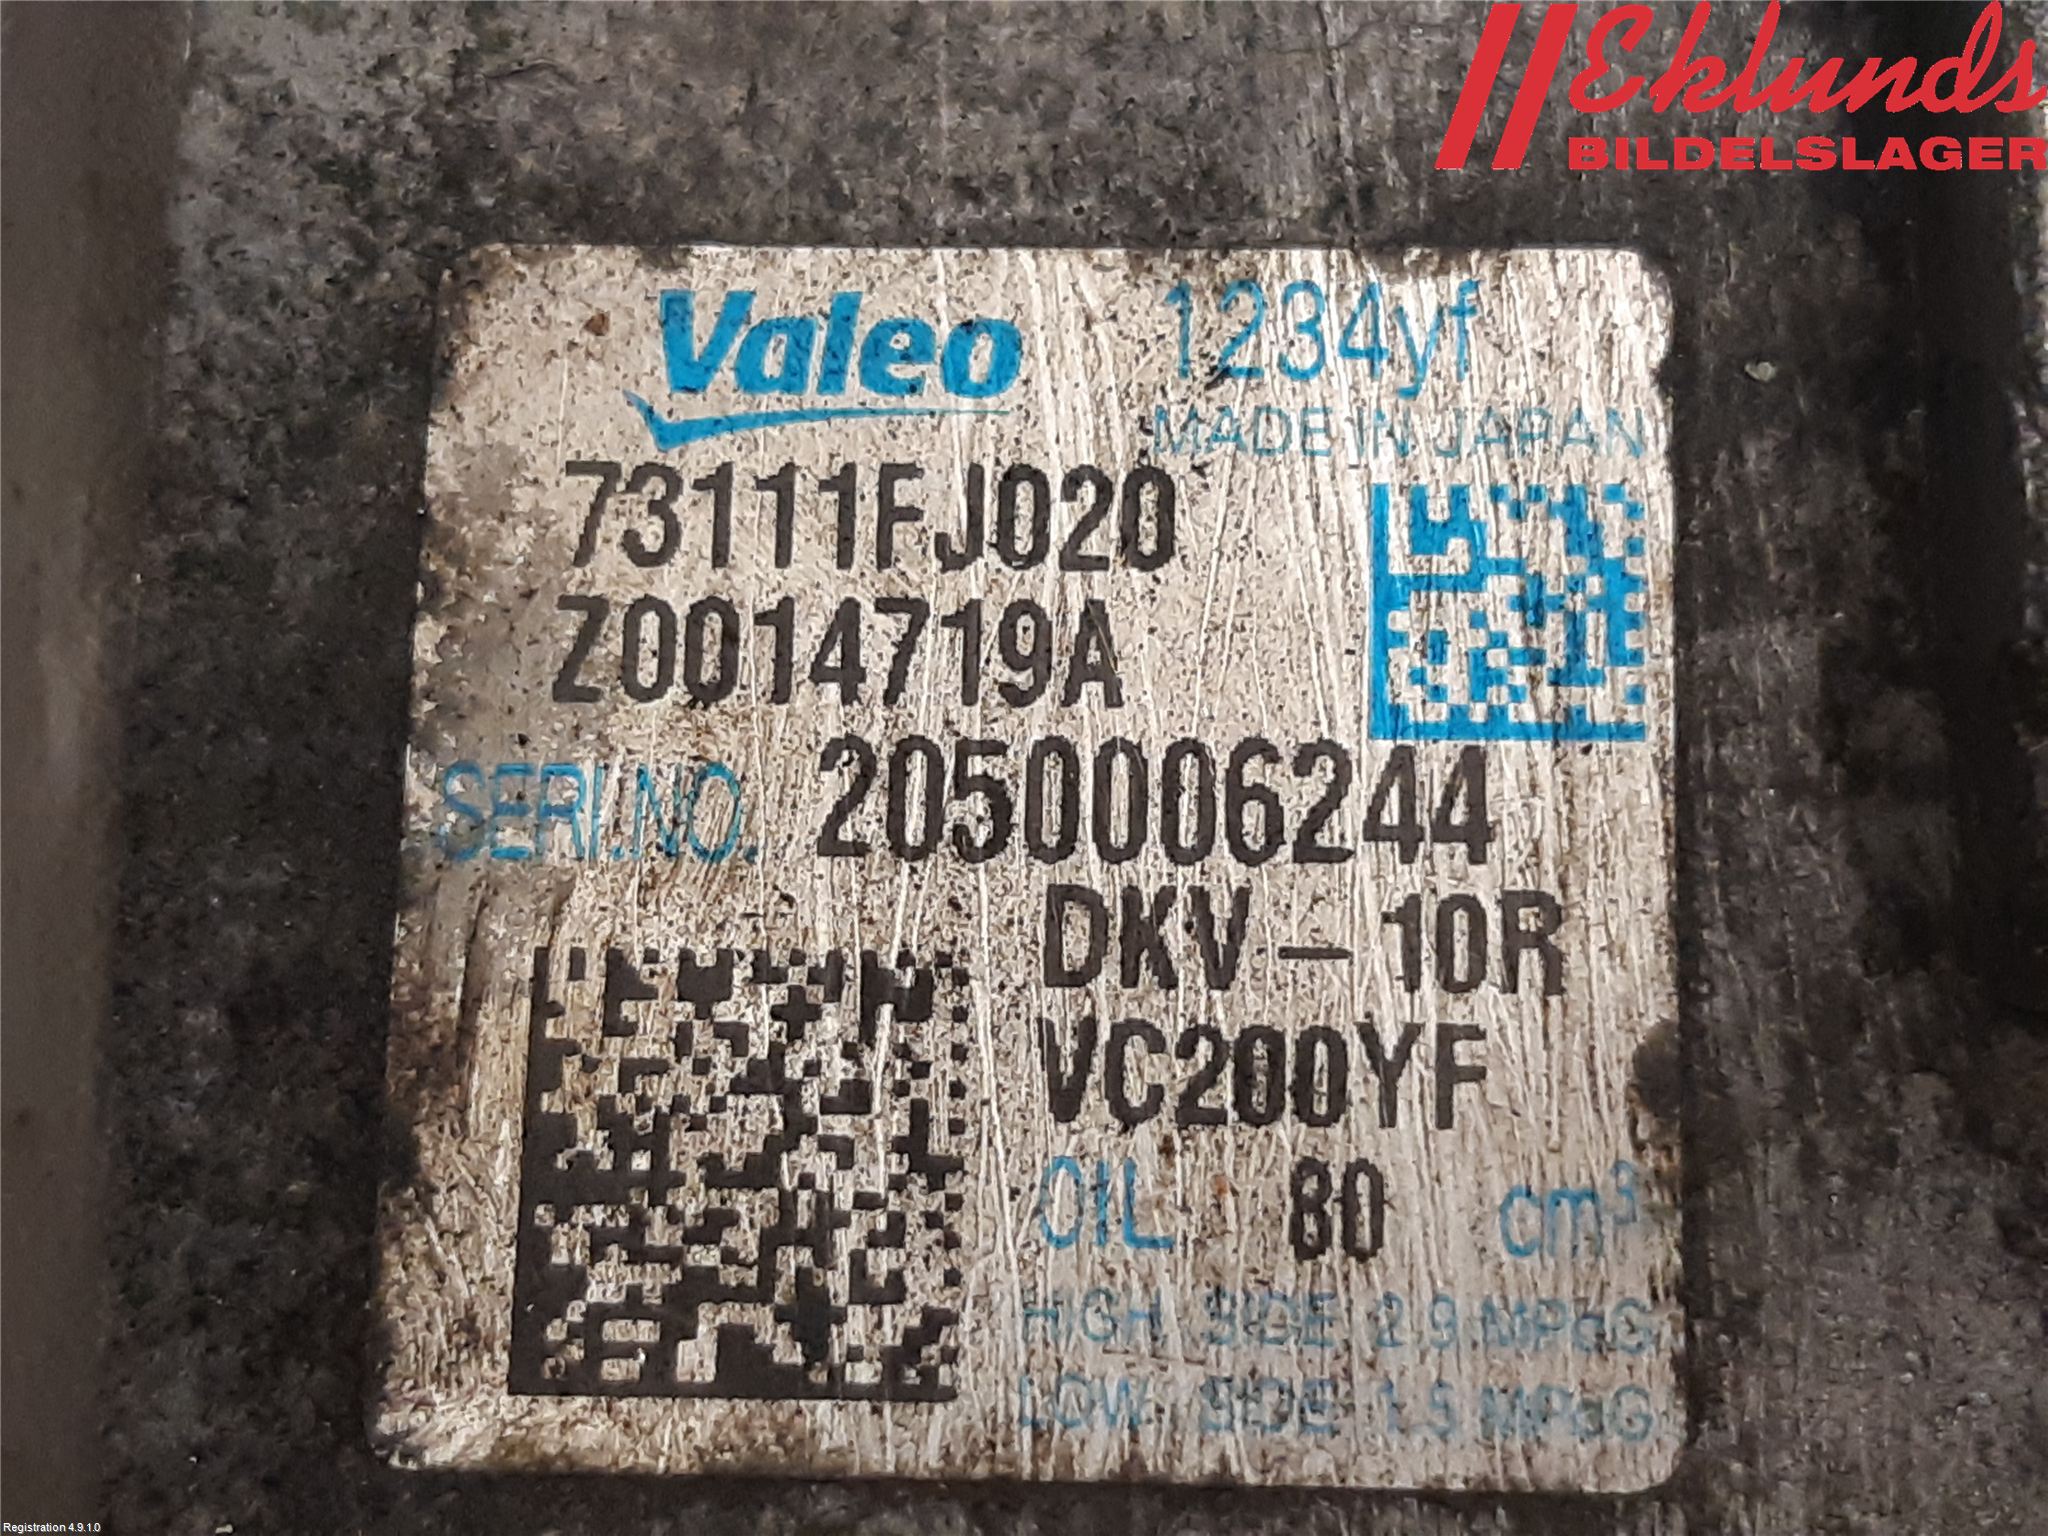 Eklunds
BILDELSLAGER
Valeo 1234yf
MADE IN JAPAN
73111FJ020
Z0014719A
SERI.NO. 2050006244
DKV-10R
VC200YF
OIL 80 cm³
HIGH SIDE 2.9 MPaG
LOW SIDE 1.5 MPaG
Registration 4.9.1.0